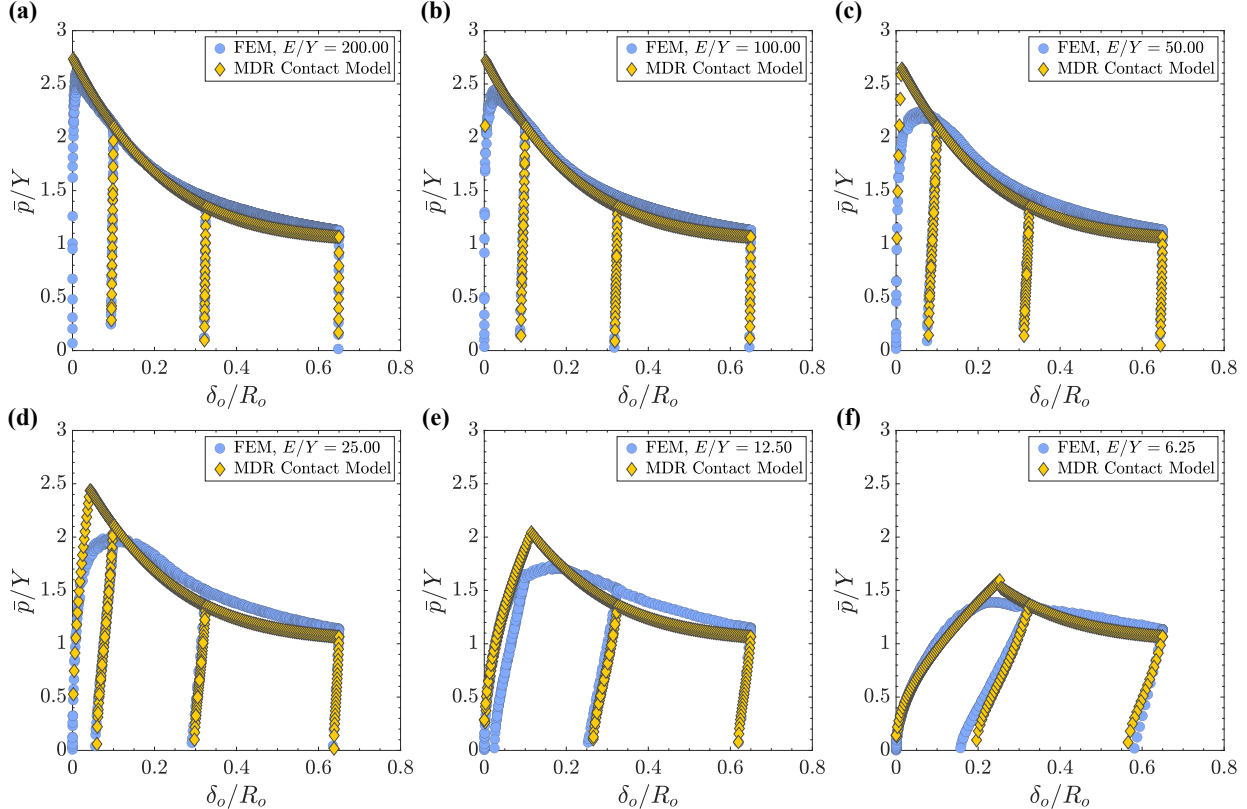 (a)
3
2.5
2
1.5
1
0.5
0
p̄/Y
FEM, E/Y = 200.00
MDR Contact Model
0 0.2 0.4 0.6 0.8
δₒ/Rₒ
(b)
3
2.5
2
1.5
1
0.5
0
p̄/Y
FEM, E/Y = 100.00
MDR Contact Model
0 0.2 0.4 0.6 0.8
δₒ/Rₒ
(c)
3
2.5
2
1.5
1
0.5
0
p̄/Y
FEM, E/Y = 50.00
MDR Contact Model
0 0.2 0.4 0.6 0.8
δₒ/Rₒ
(d)
3
2.5
2
1.5
1
0.5
0
p̄/Y
FEM, E/Y = 25.00
MDR Contact Model
0 0.2 0.4 0.6 0.8
δₒ/Rₒ
(e)
3
2.5
2
1.5
1
0.5
0
p̄/Y
FEM, E/Y = 12.50
MDR Contact Model
0 0.2 0.4 0.6 0.8
δₒ/Rₒ
(f)
3
2.5
2
1.5
1
0.5
0
p̄/Y
FEM, E/Y = 6.25
MDR Contact Model
0 0.2 0.4 0.6 0.8
δₒ/Rₒ